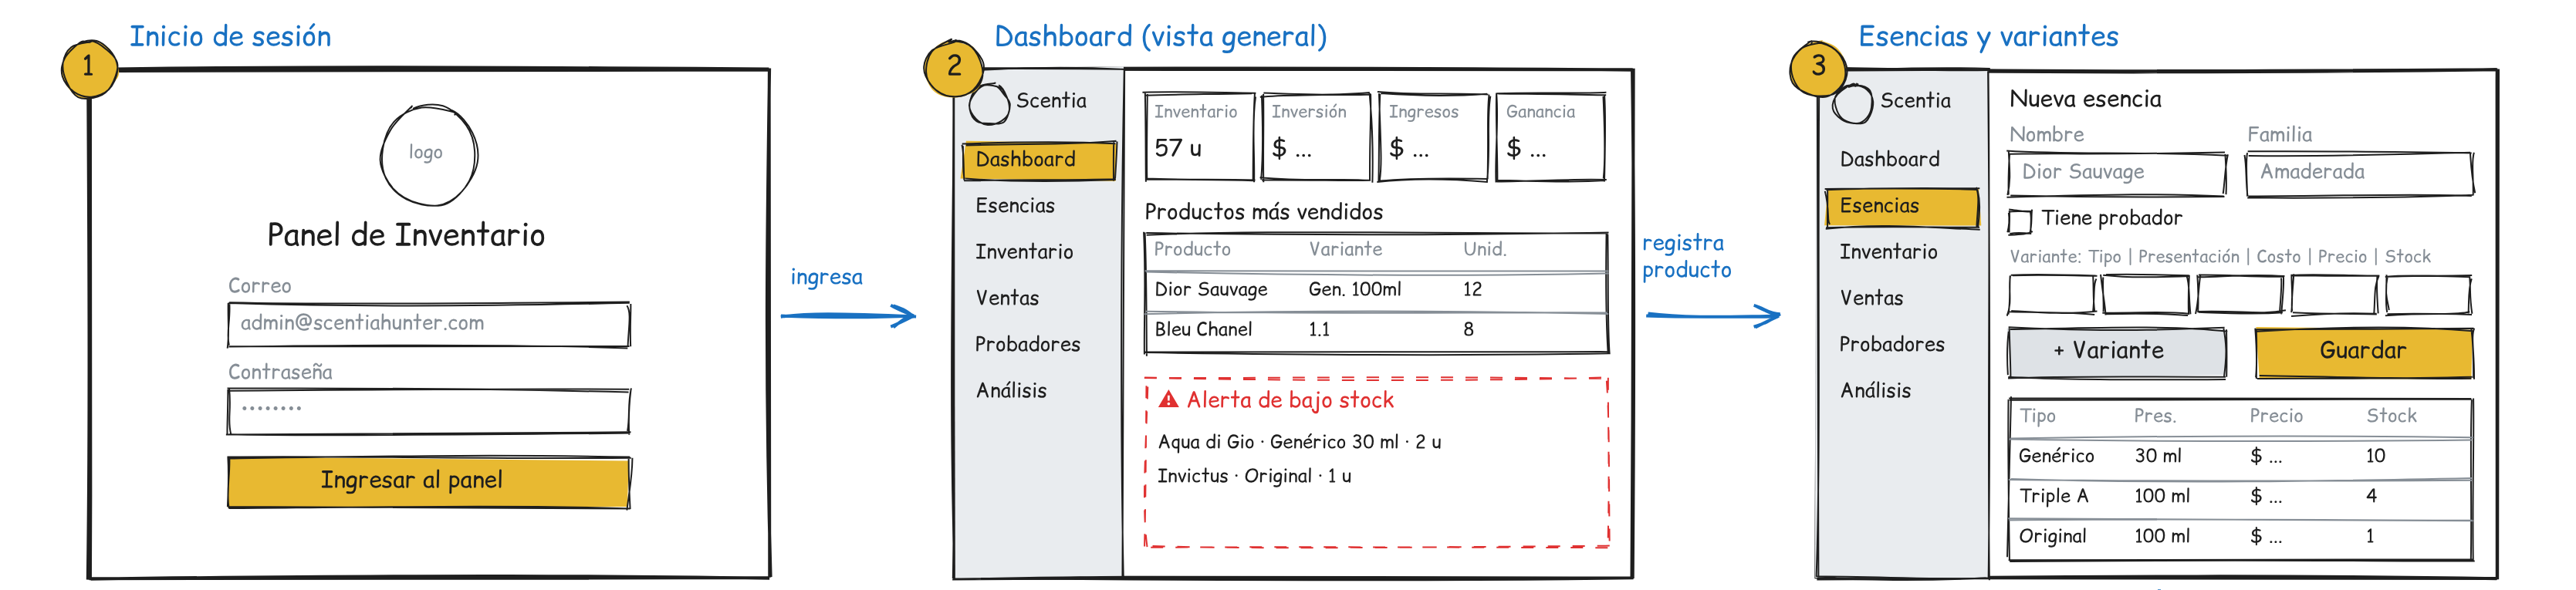 Inicio de sesión
1
logo
Panel de Inventario
Correo
admin@scentiahunter.com
Contraseña
••••••••
Ingresar al panel
ingresa
Dashboard (vista general)
2
Scentia
Dashboard
Esencias
Inventario
Ventas
Probadores
Análisis
Inventario Inversión Ingresos Ganancia
57 u $ ... $ ... $ ...
Productos más vendidos
Producto Variante Unid.
Dior Sauvage Gen. 100ml 12
Bleu Chanel 1.1 8
⚠ Alerta de bajo stock
Aqua di Gio · Genérico 30 ml · 2 u
Invictus · Original · 1 u
registra
producto
Esencias y variantes
3
Scentia
Dashboard
Esencias
Inventario
Ventas
Probadores
Análisis
Nueva esencia
Nombre Familia
Dior Sauvage Amaderada
Tiene probador
Variante: Tipo | Presentación | Costo | Precio | Stock
+ Variante Guardar
Tipo Pres. Precio Stock
Genérico 30 ml $ ... 10
Triple A 100 ml $ ... 4
Original 100 ml $ ... 1